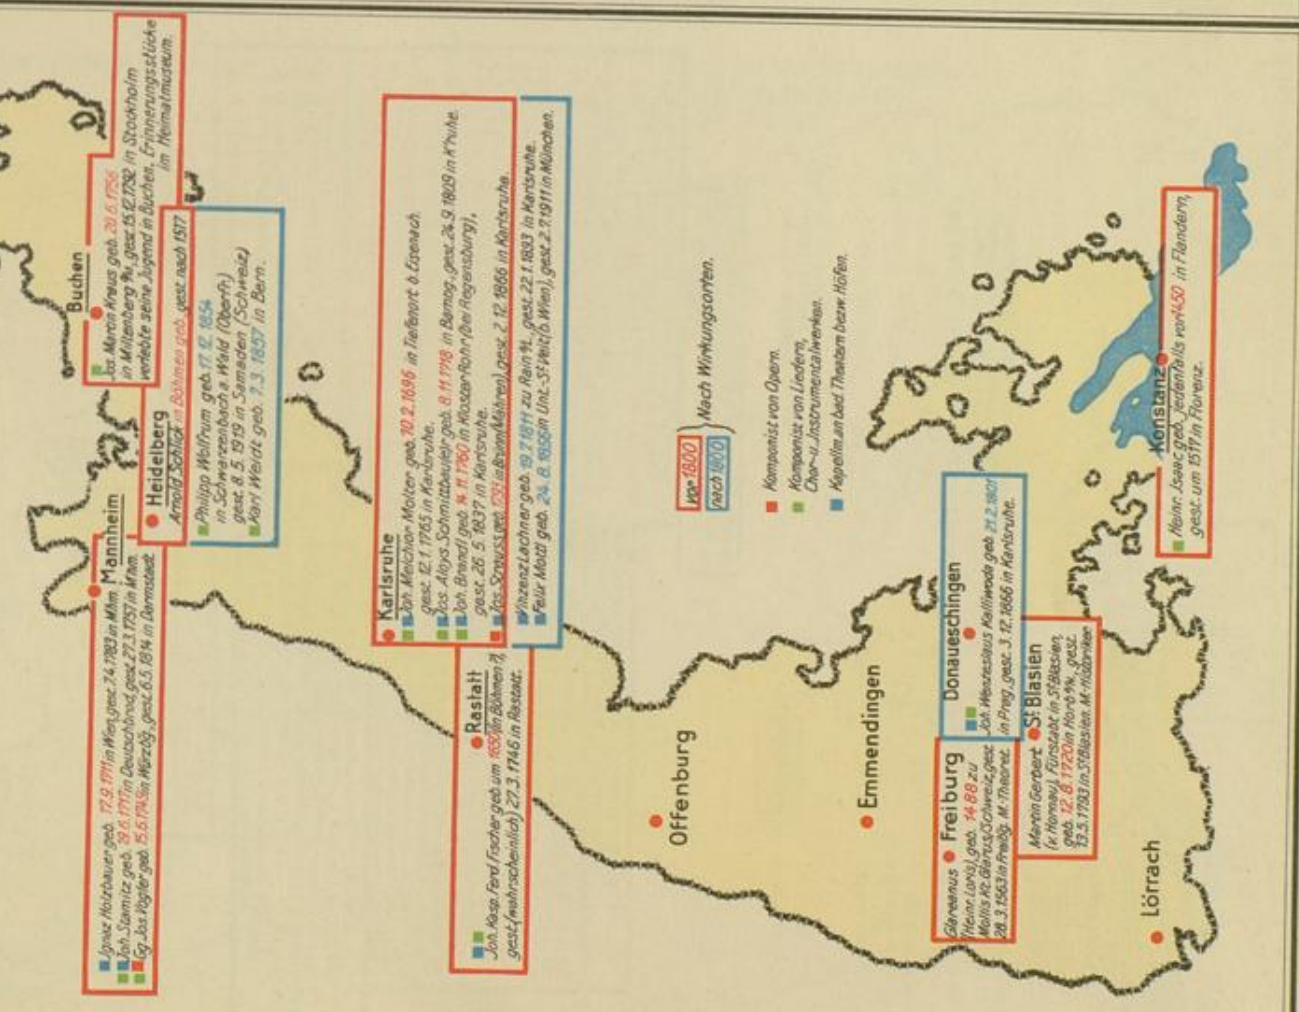 Buchen
Jos. Martin Kraus geb. 20.6.1756
in Miltenberg a/M, gest. 15.12.1792 in Stockholm
verlebte seine Jugend in Buchen. Erinnerungsstücke
im Heimatmuseum.
Mannheim
Ignaz Holzbauer geb. 17.9.1711 in Wien, gest. 7.4.1783 in Mhm.
Joh. Stamitz geb. 19.6.1717 in Deutschbrod, gest. 27.3.1757 in Mhm.
Gg. Jos. Vogler geb. 15.6.1749 in Würzbg., gest. 6.5.1814 in Darmstadt.
Heidelberg
Arnold Schlick in Böhmen geb., gest. nach 1517
Philipp Wolfrum geb. 17.12.1854
in Schwarzenbach a. Wald (Oberfr.)
gest. 8.5.1919 in Samaden (Schweiz)
Karl Weidt geb. 7.3.1857 in Bern.
Karlsruhe
Joh. Melchior Molter geb. 10.2.1696 in Tiefenort b. Eisenach.
gest. 12.1.1765 in Karlsruhe.
Jos. Aloys Schmittbauler geb. 8.11.1718 in Bamog., gest. 24.9.1809 in K'ruhe.
Joh. Brandl geb. 14.11.1760 in Kloster-Rohr (bei Regensburg),
gest. 26.5.1837 in Karlsruhe.
Jos. Strauss geb. 1793 in Brünn (Mähren), gest. 2.12.1866 in Karlsruhe.
Vinzenz Lachner geb. 19.7.1811 zu Rain a/L., gest. 22.1.1893 in Karlsruhe.
Felix Mottl geb. 24.8.1856 in Unt.-St. Veit (b. Wien), gest. 2.7.1911 in München.
Rastatt
Joh. Kasp. Ferd. Fischer geb. um 1650 (in Böhmen?),
gest. (wahrscheinlich) 27.3.1746 in Rastatt.
vor 1800
nach 1800
Nach Wirkungsorten.
Komponist von Opern.
Komponist von Liedern,
Chor- u. Instrumentalwerken.
Kapellm. an bad. Theatern bezw. Höfen.
Offenburg
Emmendingen
Donaueschingen
Joh. Wenzeslaus Kalliwoda geb. 21.2.1801
in Prag, gest. 3.12.1866 in Karlsruhe.
Freiburg
Glareanus
(Heinr. Loris), geb. 1488 zu
Mollis Kt. Glarus/Schweiz, gest.
28.3.1563 in Freibg. M.-Theoret.
St. Blasien
Martin Gerbert
(v. Hornau), Fürstabt in St. Blasien,
geb. 12.8.1720 in Horb a/N., gest.
13.5.1793 in St. Blasien. M.-Historiker
Lörrach
Konstanz
Heinr. Isaac geb. jedenfalls vor 1450 in Flandern,
gest. um 1517 in Florenz.